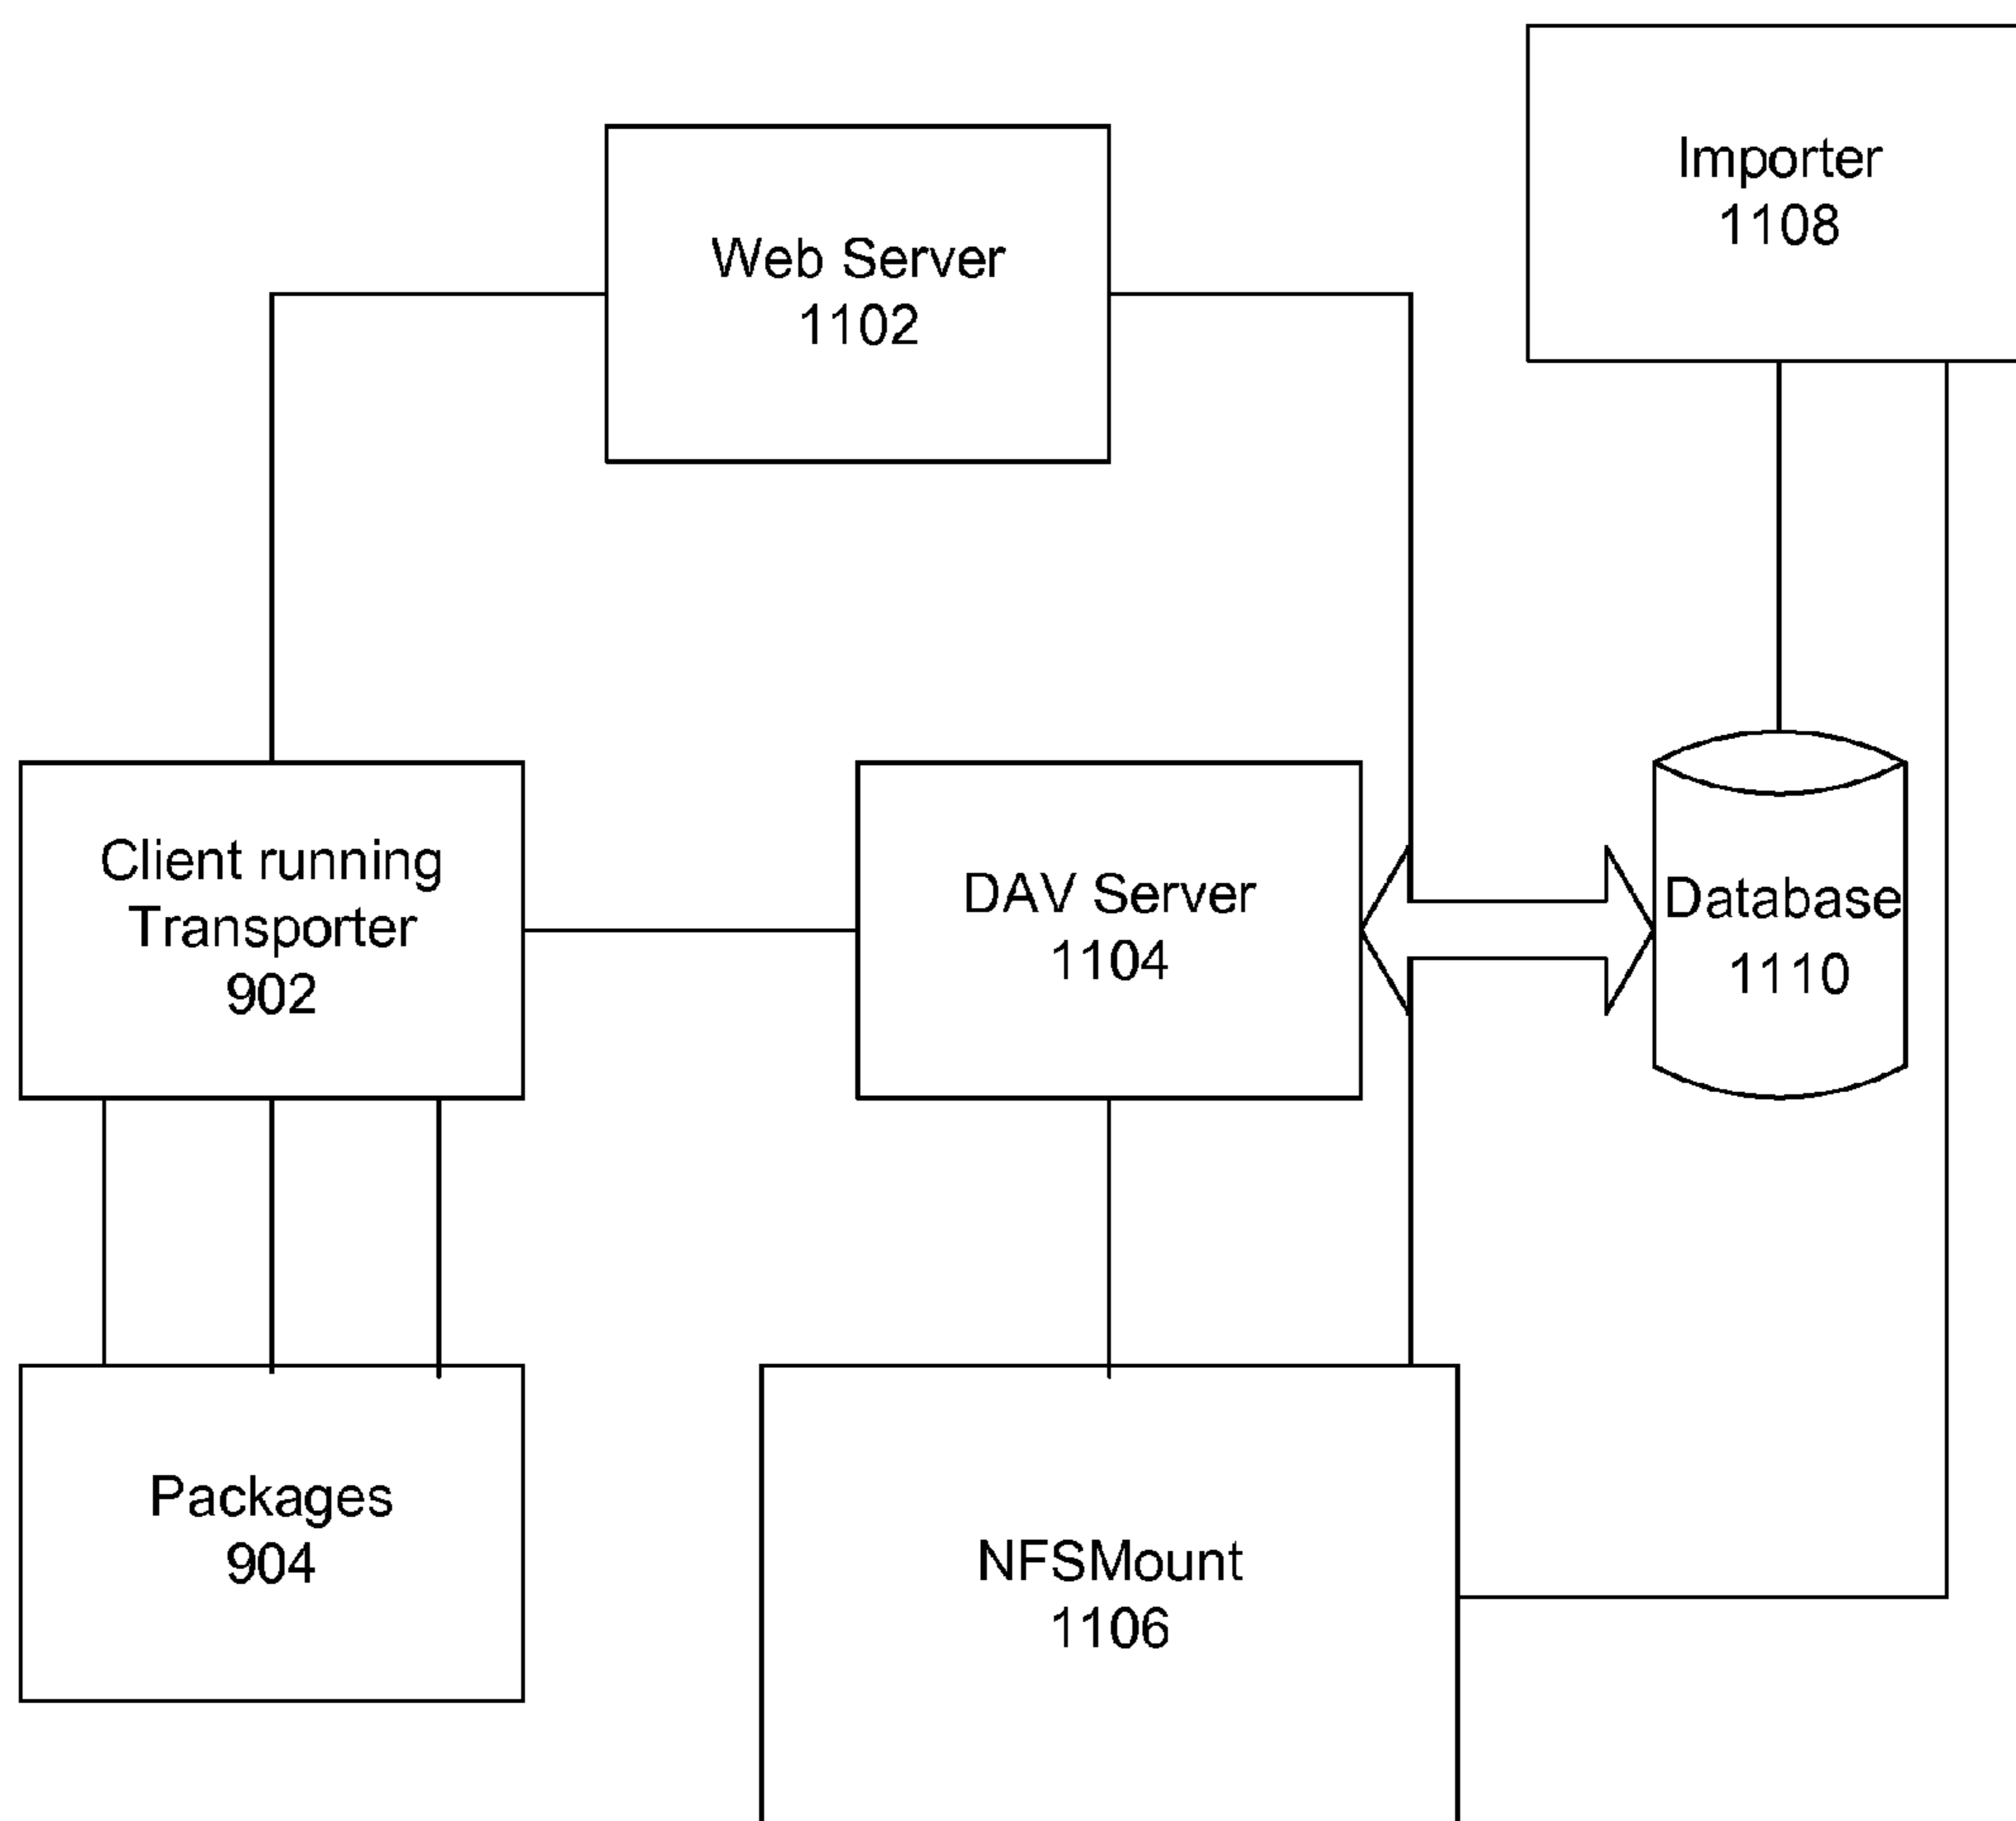 Importer
1108
Web Server
1102
Client running
Transporter
902
DAV Server
1104
Database
1110
Packages
904
NFSMount
1106